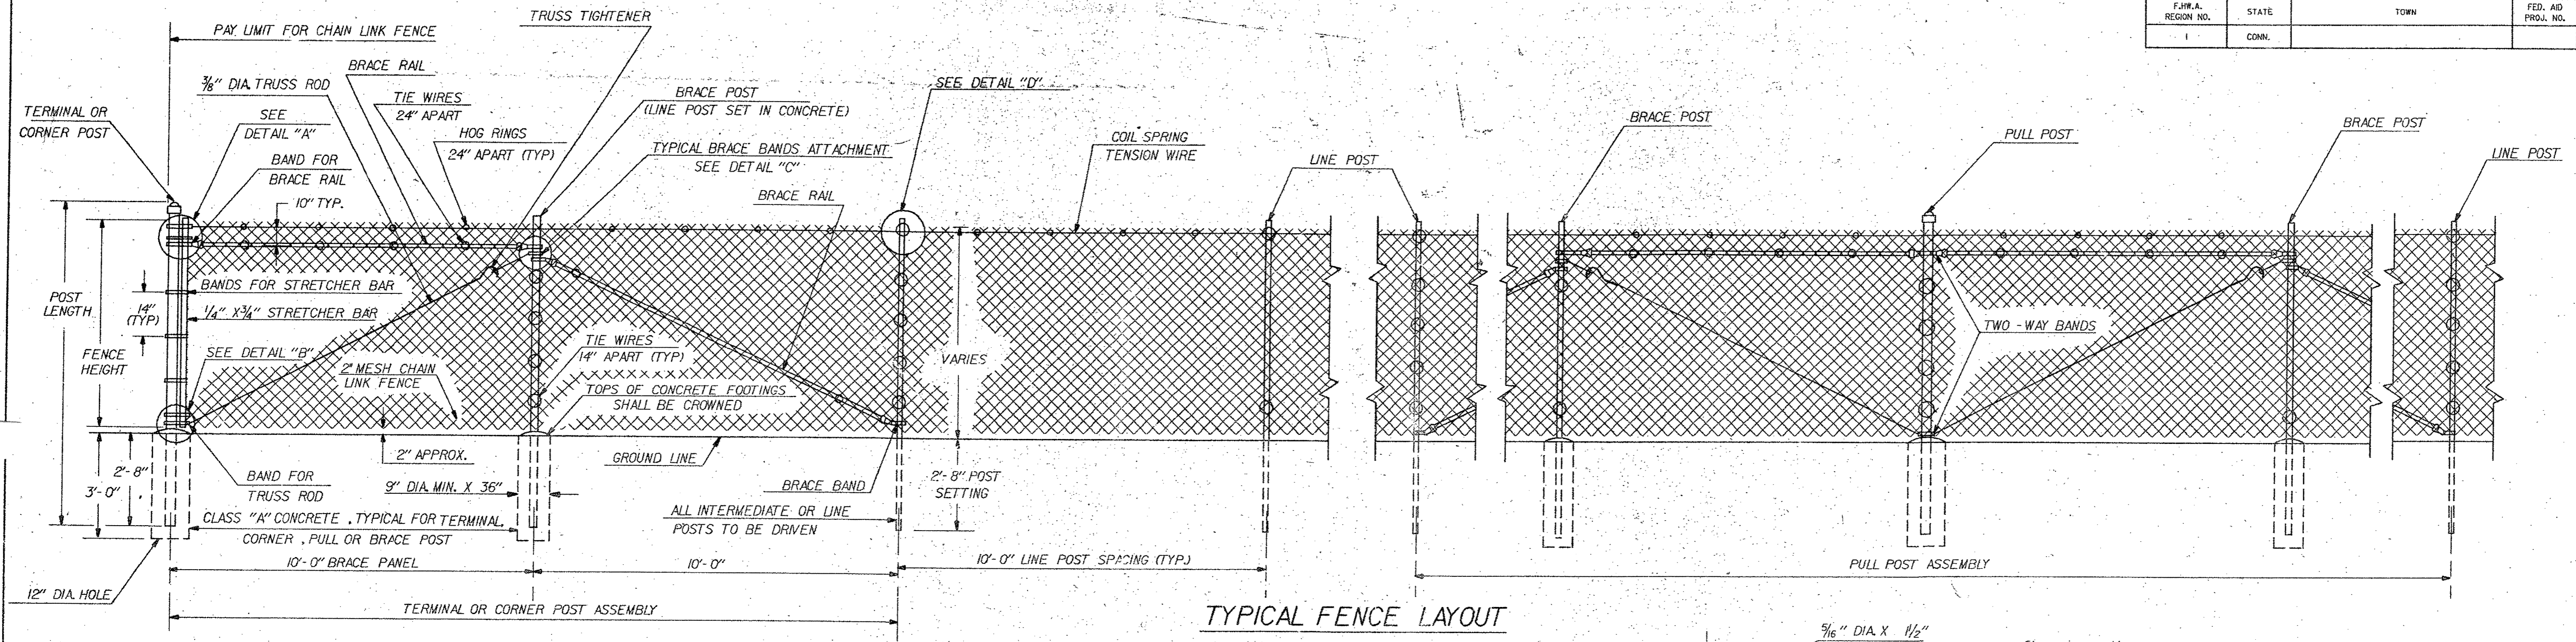 F.HW.A.
REGION NO.
STATE
TOWN
FED. AID
PROJ. NO.
1
CONN.
TRUSS TIGHTENER
PAY LIMIT FOR CHAIN LINK FENCE
BRACE RAIL
3/8" DIA. TRUSS ROD
TIE WIRES
24" APART
BRACE POST
(LINE POST SET IN CONCRETE)
SEE DETAIL "D"
TERMINAL OR
CORNER POST
SEE
DETAIL "A"
HOG RINGS
24" APART (TYP)
COIL SPRING
TENSION WIRE
BRACE POST
PULL POST
BRACE POST
BAND FOR
BRACE RAIL
TYPICAL BRACE BANDS ATTACHMENT
SEE DETAIL "C"
LINE POST
LINE POST
10" TYP.
BRACE RAIL
POST
LENGTH
BANDS FOR STRETCHER BAR
14"
(TYP)
1/4" X 3/4" STRETCHER BAR
FENCE
HEIGHT
SEE DETAIL "B"
2" MESH CHAIN
LINK FENCE
TIE WIRES
14" APART (TYP)
VARIES
TWO - WAY BANDS
TOPS OF CONCRETE FOOTINGS
SHALL BE CROWNED
2" APPROX.
GROUND LINE
2'-8"
3'-0"
BAND FOR
TRUSS ROD
9" DIA. MIN. X 36"
BRACE BAND
2'-8" POST
SETTING
CLASS "A" CONCRETE , TYPICAL FOR TERMINAL,
CORNER , PULL OR BRACE POST
ALL INTERMEDIATE OR LINE
POSTS TO BE DRIVEN
10'-0" BRACE PANEL
10'-0"
10'-0" LINE POST SPACING (TYP.)
PULL POST ASSEMBLY
12" DIA. HOLE
TERMINAL OR CORNER POST ASSEMBLY
TYPICAL FENCE LAYOUT
5/16" DIA. X 1 1/2"